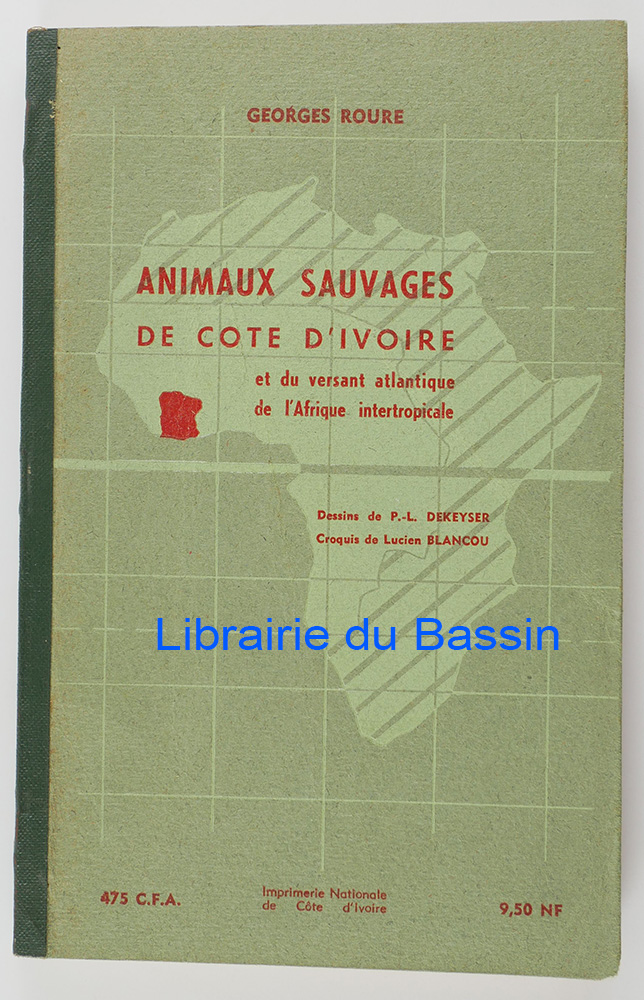 GEORGES ROURE
ANIMAUX SAUVAGES
DE COTE D'IVOIRE
et du versant atlantique
de l'Afrique intertropicale
Dessins de P.-L. DEKEYSER
Croquis de Lucien BLANCOU
Librairie du Bassin
475 C.F.A.
Imprimerie Nationale
de Côte d'Ivoire
9,50 NF